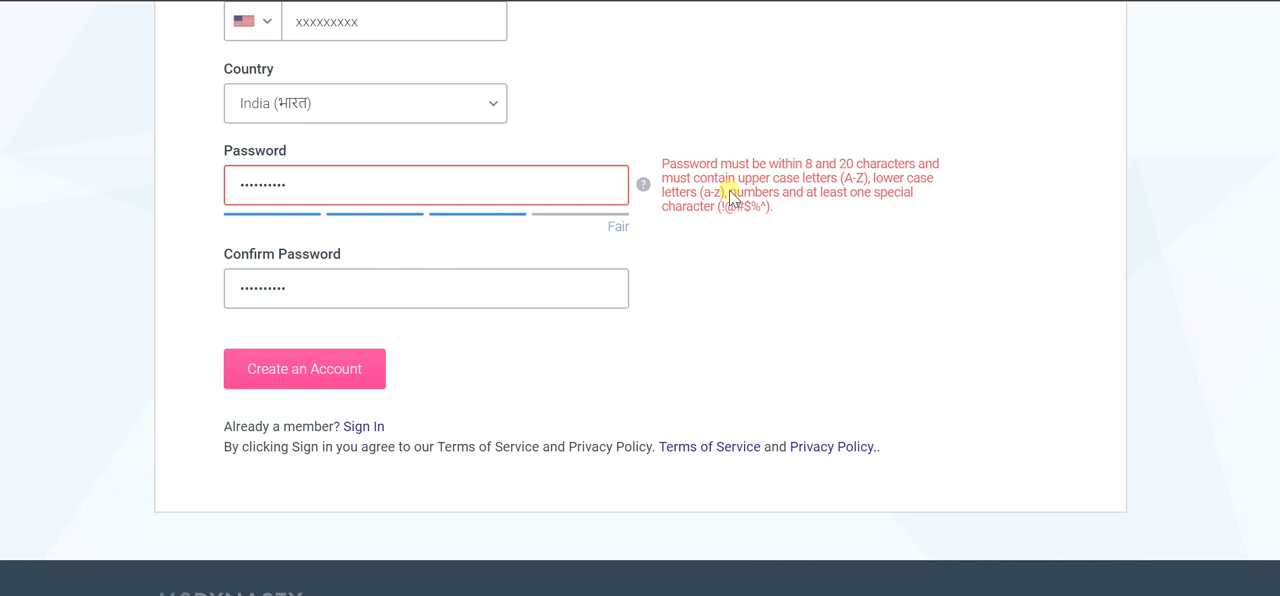 xxxxxxxxx
Country
India (भारत)
Password
••••••••••
?
Password must be within 8 and 20 characters and
must contain upper case letters (A-Z), lower case
letters (a-z), numbers and at least one special
character (!@#$%^).
Fair
Confirm Password
••••••••••
Create an Account
Already a member? Sign In
By clicking Sign in you agree to our Terms of Service and Privacy Policy. Terms of Service and Privacy Policy..